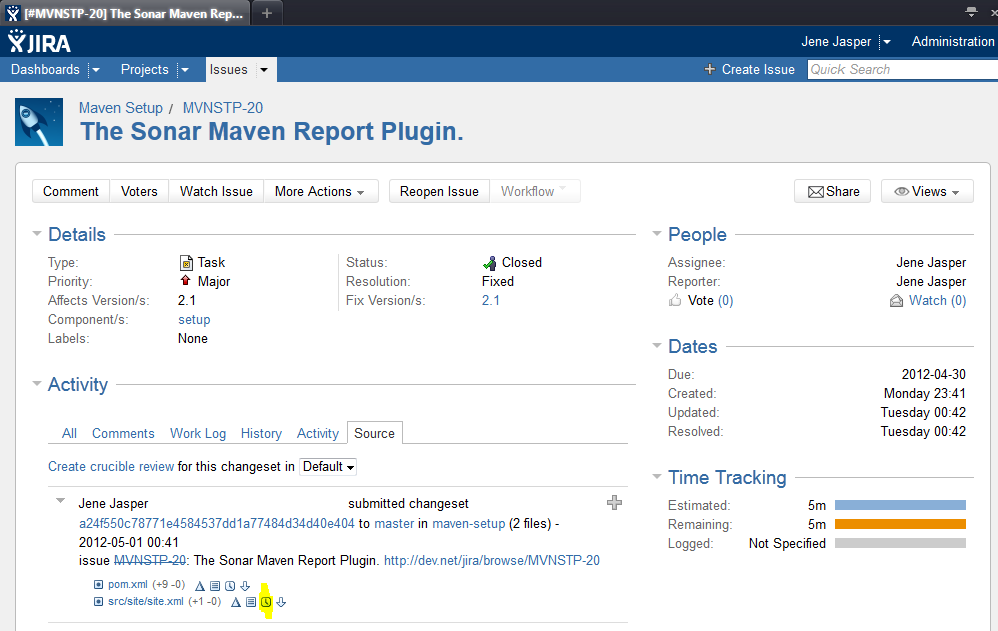 [#MVNSTP-20] The Sonar Maven Rep...
JIRA
Jene Jasper Administration
Dashboards Projects Issues + Create Issue Quick Search
Maven Setup / MVNSTP-20
The Sonar Maven Report Plugin.
Comment Voters Watch Issue More Actions Reopen Issue Workflow Share Views
Details
Type: Task Status: Closed
Priority: Major Resolution: Fixed
Affects Version/s: 2.1 Fix Version/s: 2.1
Component/s: setup
Labels: None
People
Assignee: Jene Jasper
Reporter: Jene Jasper
Vote (0) Watch (0)
Dates
Due: 2012-04-30
Created: Monday 23:41
Updated: Tuesday 00:42
Resolved: Tuesday 00:42
Activity
All Comments Work Log History Activity Source
Create crucible review for this changeset in Default
Jene Jasper submitted changeset
a24f550c78771e4584537dd1a77484d34d40e404 to master in maven-setup (2 files) -
2012-05-01 00:41
issue MVNSTP-20: The Sonar Maven Report Plugin. http://dev.net/jira/browse/MVNSTP-20
pom.xml (+9 -0)
src/site/site.xml (+1 -0)
Time Tracking
Estimated: 5m
Remaining: 5m
Logged: Not Specified